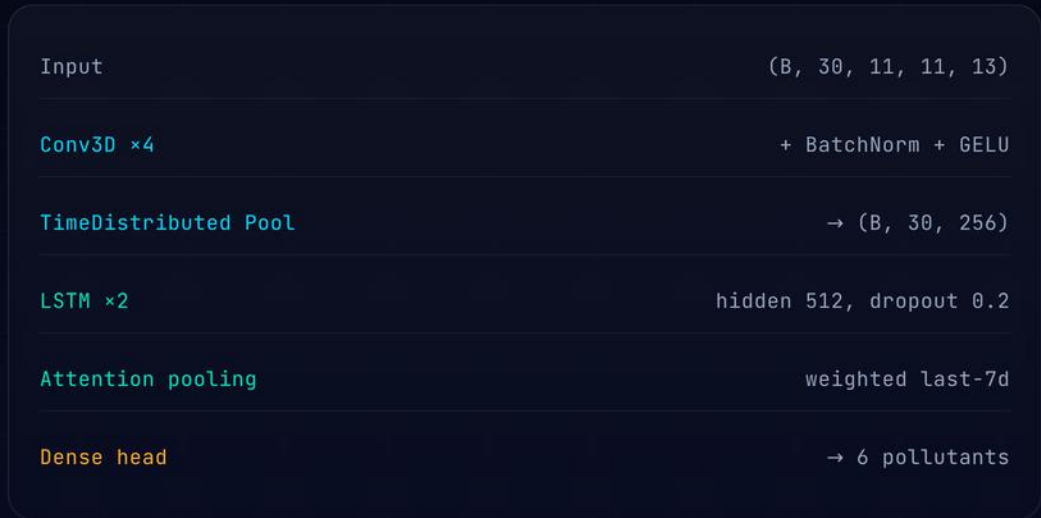 Input (B, 30, 11, 11, 13)
Conv3D ×4 + BatchNorm + GELU
TimeDistributed Pool → (B, 30, 256)
LSTM ×2 hidden 512, dropout 0.2
Attention pooling weighted last-7d
Dense head → 6 pollutants